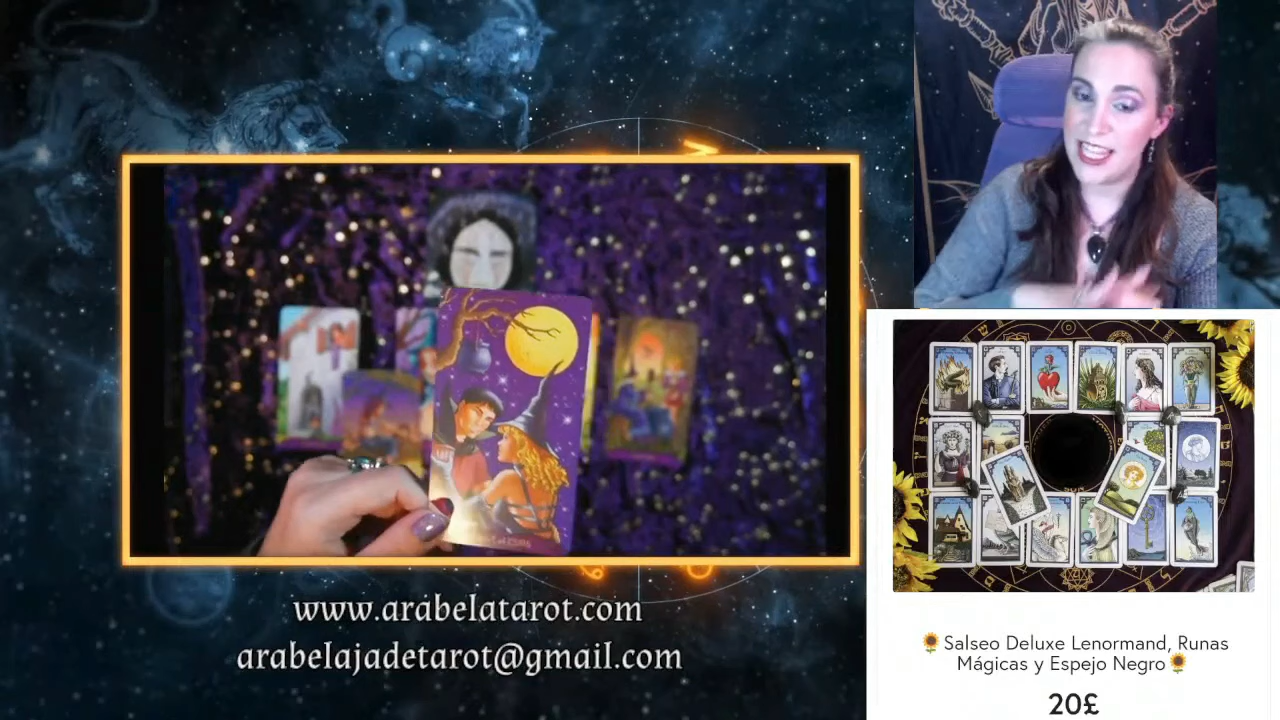 www.arabelatarot.com
arabelajadetarot@gmail.com
🌻Salseo Deluxe Lenormand, Runas
Mágicas y Espejo Negro🌻
20£